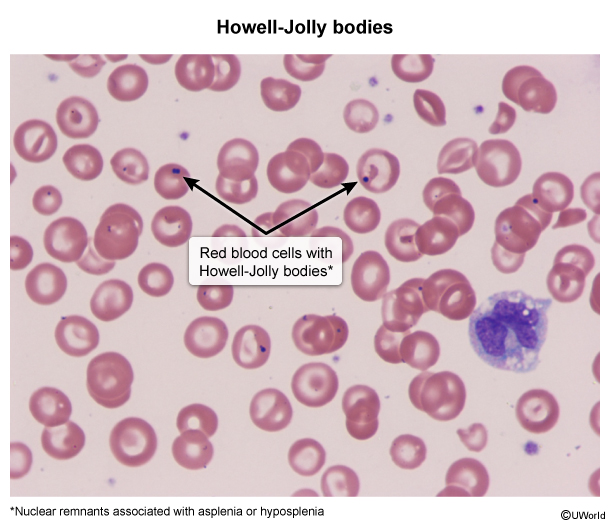 Howell-Jolly bodies
Red blood cells with
Howell-Jolly bodies*
*Nuclear remnants associated with asplenia or hyposplenia
©UWorld